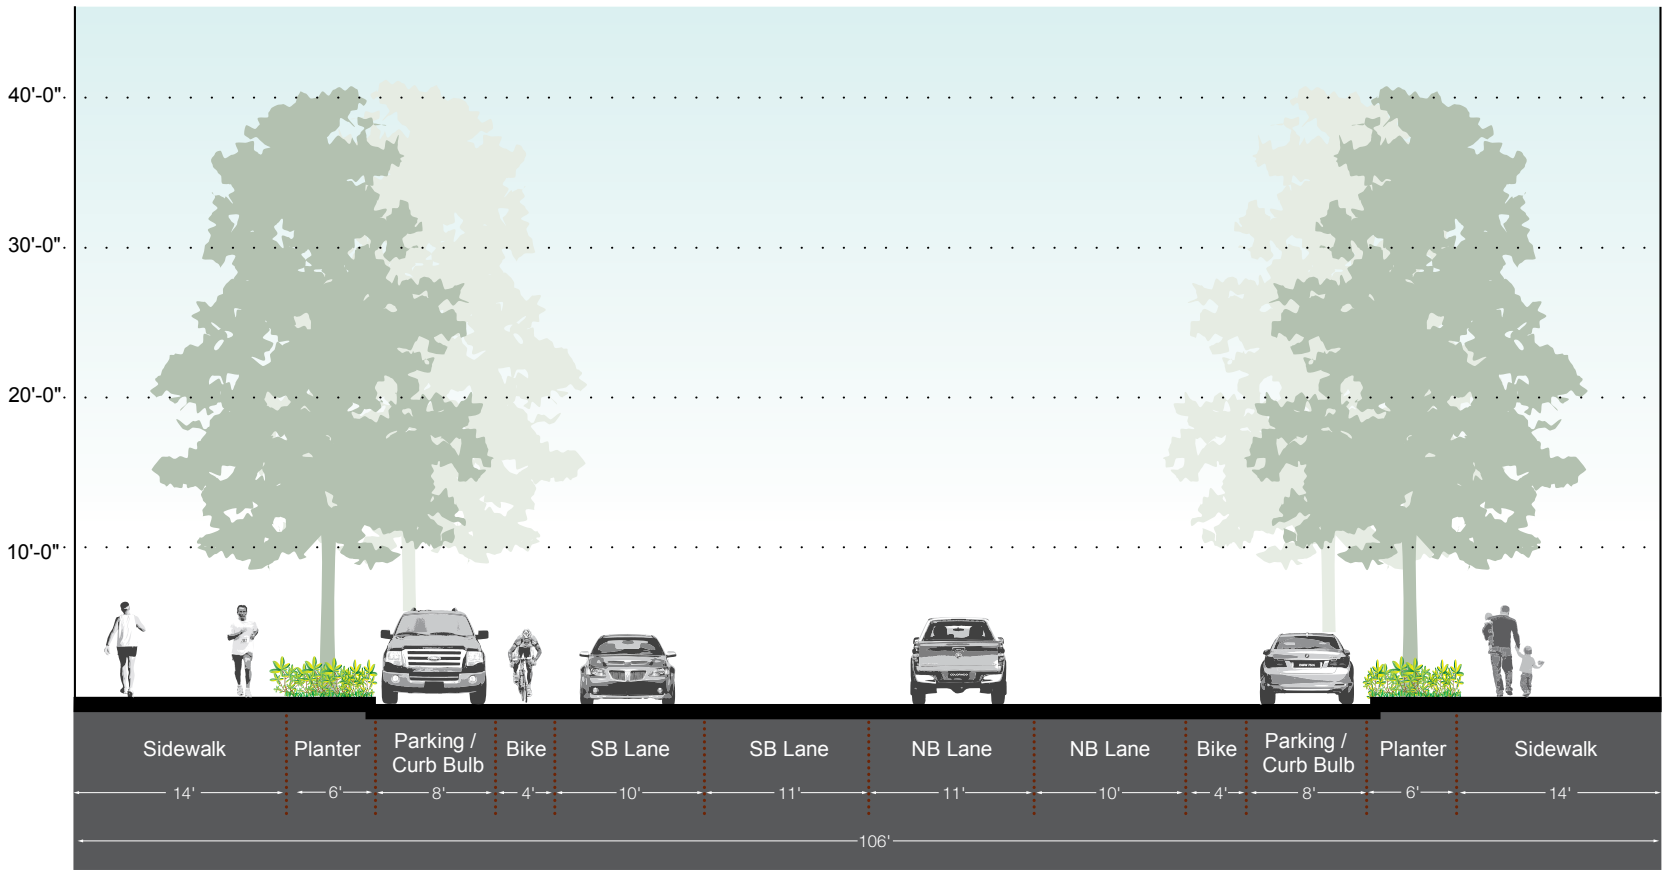 40'-0"
30'-0"
20'-0"
10'-0"
Sidewalk
Planter
Parking /
Curb Bulb
Bike
SB Lane
SB Lane
NB Lane
NB Lane
Bike
Parking /
Curb Bulb
Planter
Sidewalk
14'
6'
8'
4'
10'
11'
11'
10'
4'
8'
6'
14'
106'